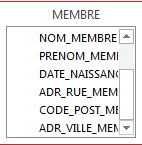 MEMBRE
NOM_MEMBRE
PRENOM_MEM
DATE_NAISSANC
ADR_RUE_MEM
CODE_POST_ME
ADR_VILLE_MEM